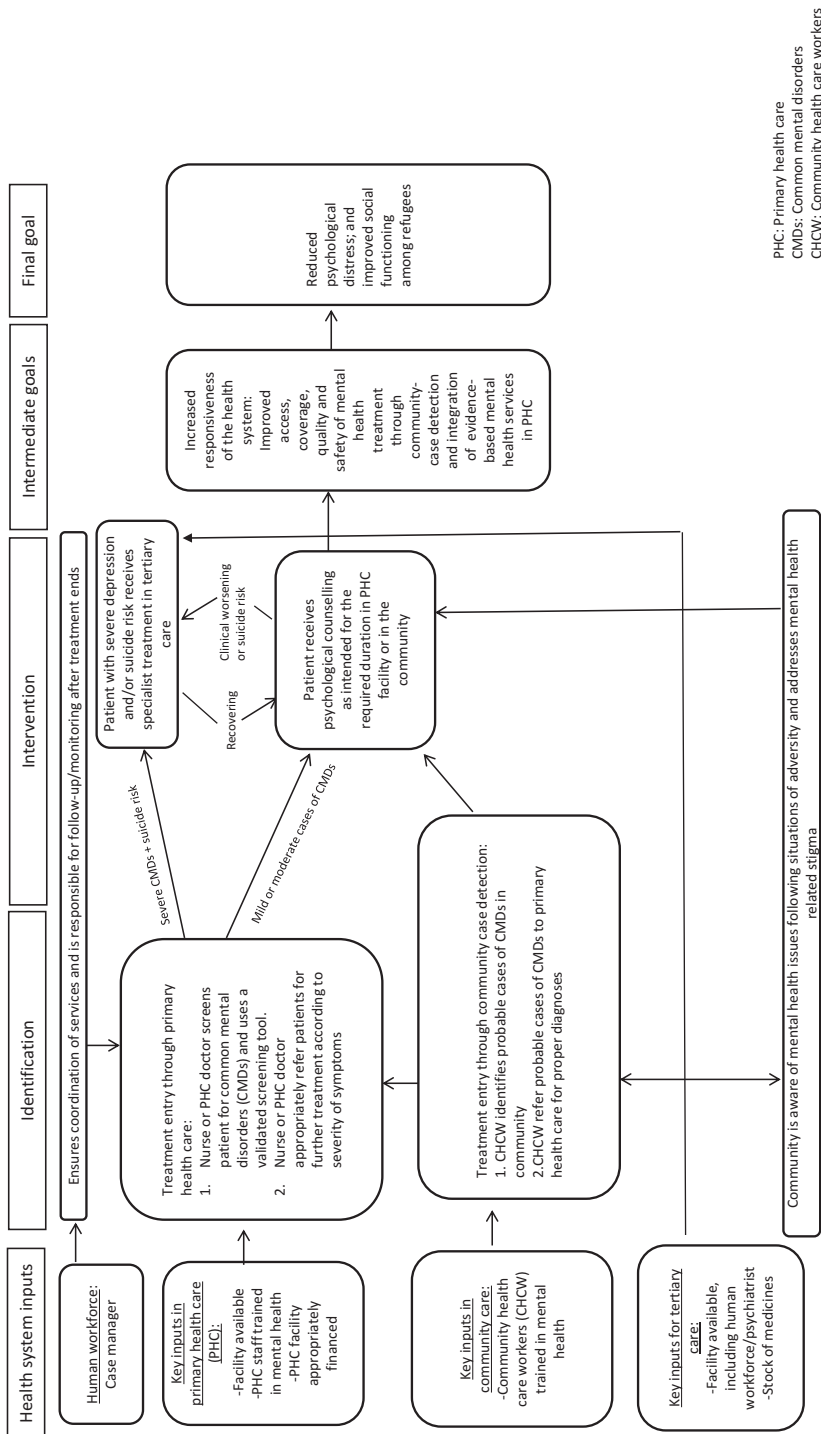 Health system inputs
Identification
Intervention
Intermediate goals
Final goal
Human workforce:
Case manager
Ensures coordination of services and is responsible for follow-up/monitoring after treatment ends
Key inputs in
primary health care
(PHC):
-Facility available
-PHC staff trained
in mental health
-PHC facility
appropriately
financed
Treatment entry through primary
health care:
1. Nurse or PHC doctor screens
patient for common mental
disorders (CMDs) and uses a
validated screening tool.
2. Nurse or PHC doctor
appropriately refer patients for
further treatment according to
severity of symptoms
Severe CMDs + suicide risk
Mild or moderate cases of CMDs
Patient with severe depression
and/or suicide risk receives
specialist treatment in tertiary
care
Recovering
Clinical worsening
or suicide risk
Patient receives
psychological counselling
as intended for the
required duration in PHC
facility or in the
community
Increased
responsiveness
of the health
system:
Improved
access,
coverage,
quality and
safety of mental
health
treatment
through
community-
case detection
and integration
of evidence-
based mental
health services
in PHC
Reduced
psychological
distress; and
improved social
functioning
among refugees
Key inputs in
community care:
-Community health
care workers (CHCW)
trained in mental
health
Treatment entry through community case detection:
1. CHCW identifies probable cases of CMDs in
community
2.CHCW refer probable cases of CMDs to primary
health care for proper diagnoses
Key inputs for tertiary
care:
-Facility available,
including human
workforce/psychiatrist
-Stock of medicines
Community is aware of mental health issues following situations of adversity and addresses mental health
related stigma
PHC: Primary health care
CMDs: Common mental disorders
CHCW: Community health care workers